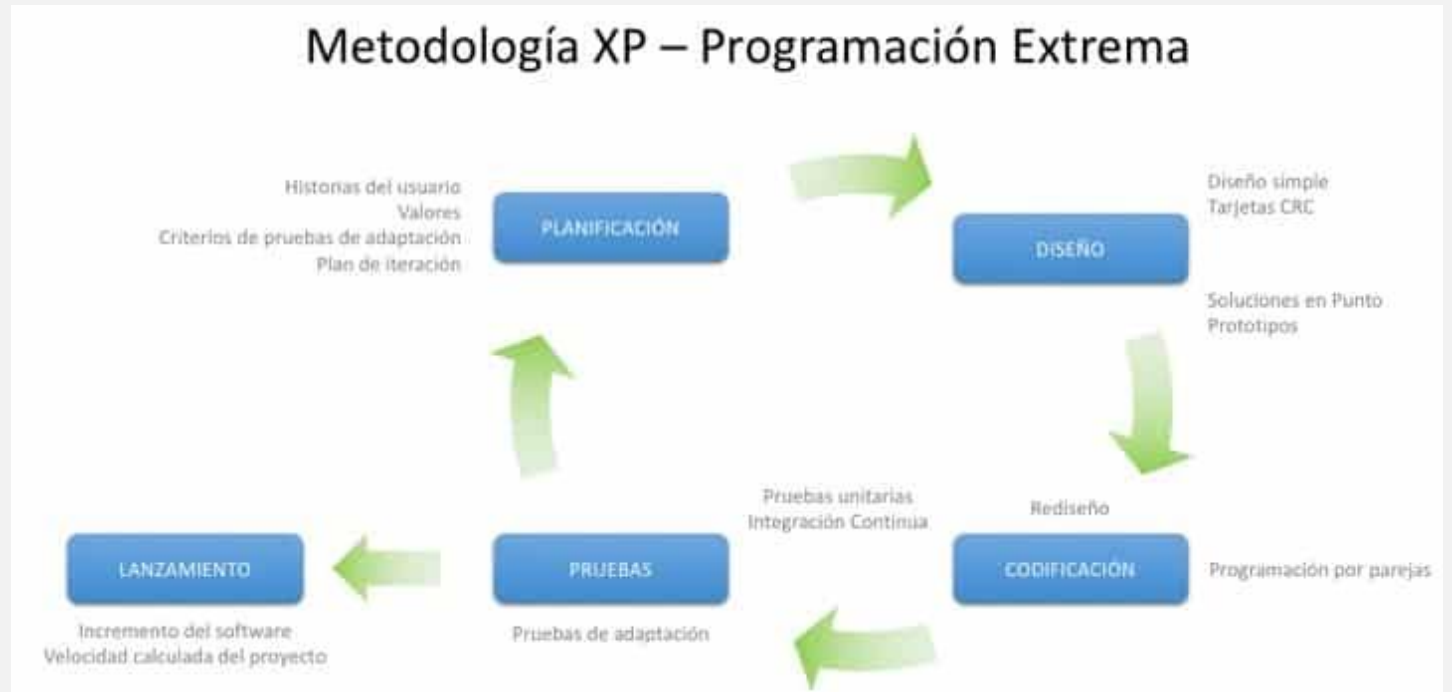 Metodología XP – Programación Extrema
Historias del usuario
Valores
Criterios de pruebas de adaptación
Plan de iteración
PLANIFICACIÓN
DISEÑO
Diseño simple
Tarjetas CRC
Soluciones en Punto
Prototipos
Pruebas unitarias
Integración Continua
Rediseño
LANZAMIENTO
PRUEBAS
CODIFICACIÓN
Programación por parejas
Incremento del software
Velocidad calculada del proyecto
Pruebas de adaptación